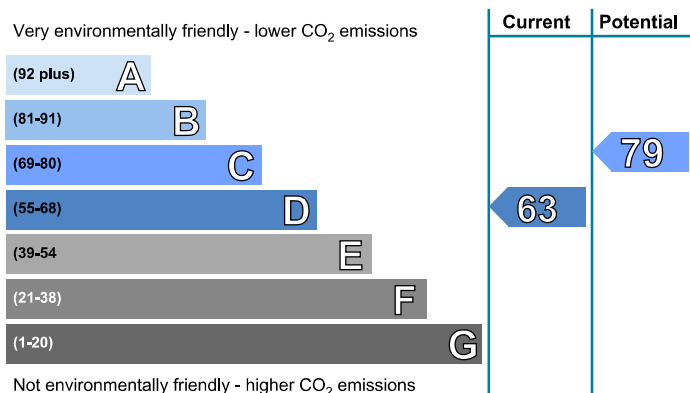 Very environmentally friendly - lower CO₂ emissions
Current Potential
(92 plus) A
(81-91) B
(69-80) C
79
(55-68) D
63
(39-54 E
(21-38) F
(1-20) G
Not environmentally friendly - higher CO₂ emissions